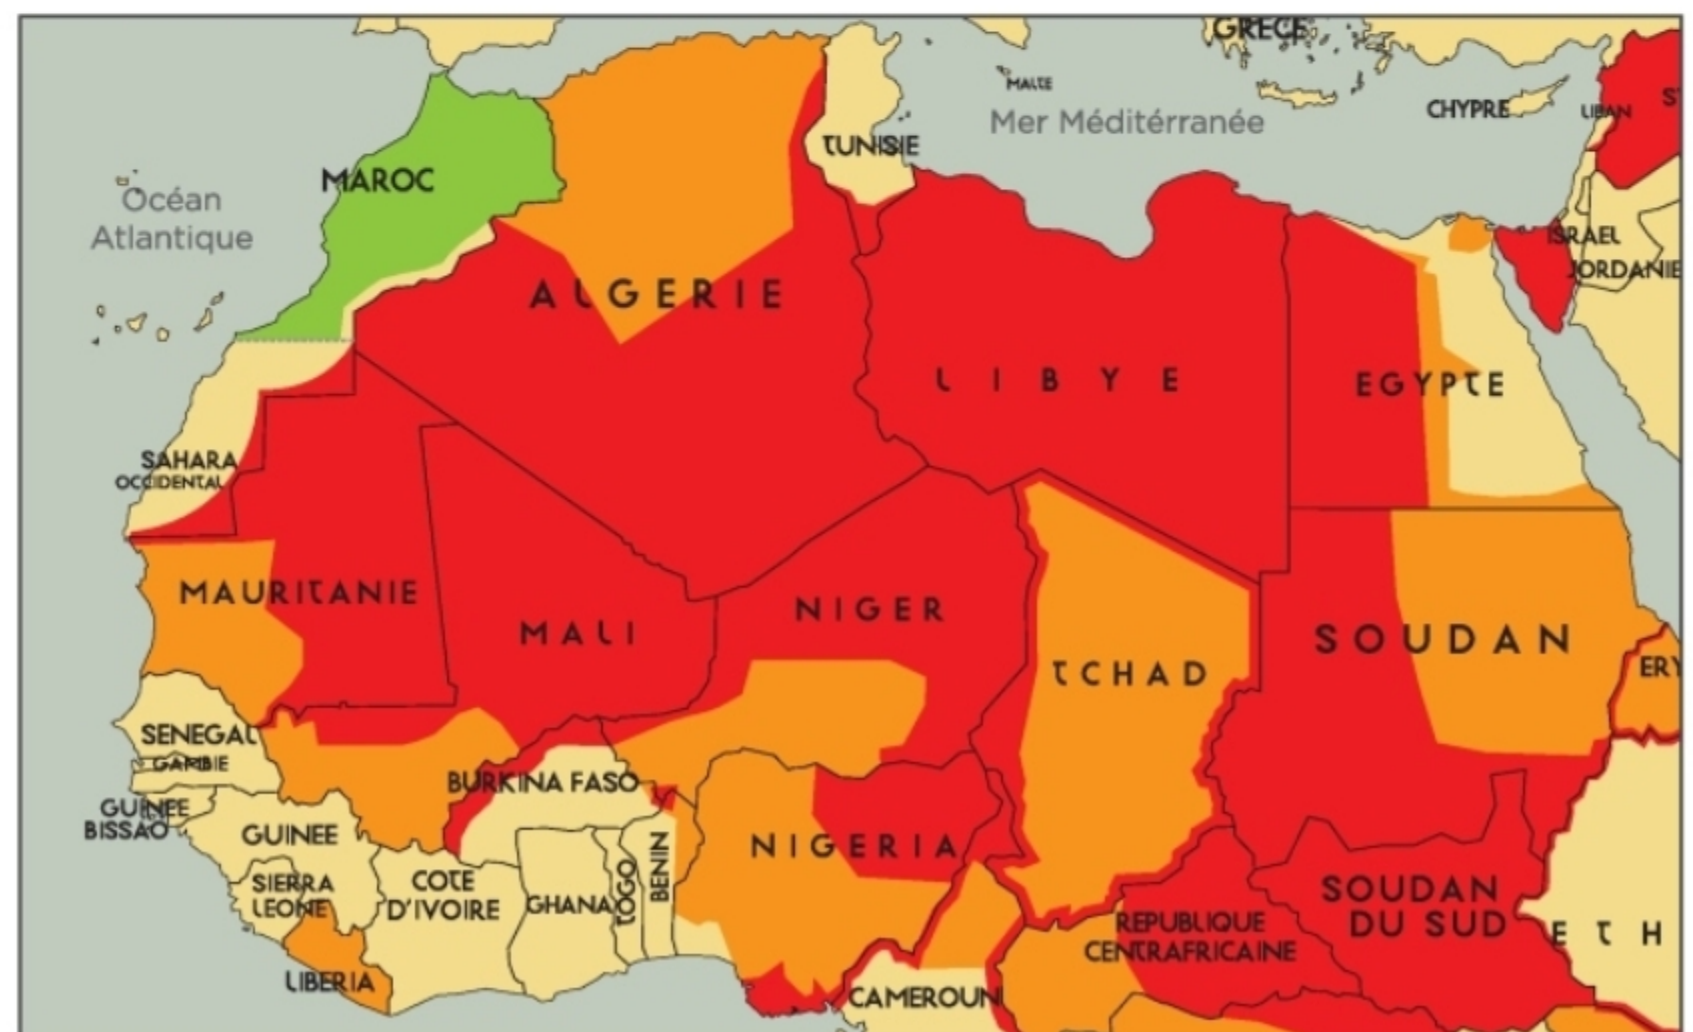 GRECE
MALTE
Mer Méditérranée
CHYPRE
LIBAN
TUNISIE
MAROC
Océan
Atlantique
ISRAEL
JORDANIE
ALGERIE
LIBYE
EGYPTE
SAHARA
OCCIDENTAL
MAURITANIE
MALI
NIGER
TCHAD
SOUDAN
ERY
SENEGAL
GAMBIE
BURKINA FASO
GUINEE
BISSAO
GUINEE
NIGERIA
SIERRA
LEONE
COTE
D'IVOIRE
GHANA
TOGO
BENIN
SOUDAN
DU SUD
REPUBLIQUE
CENTRAFRICAINE
ETH
LIBERIA
CAMEROUN